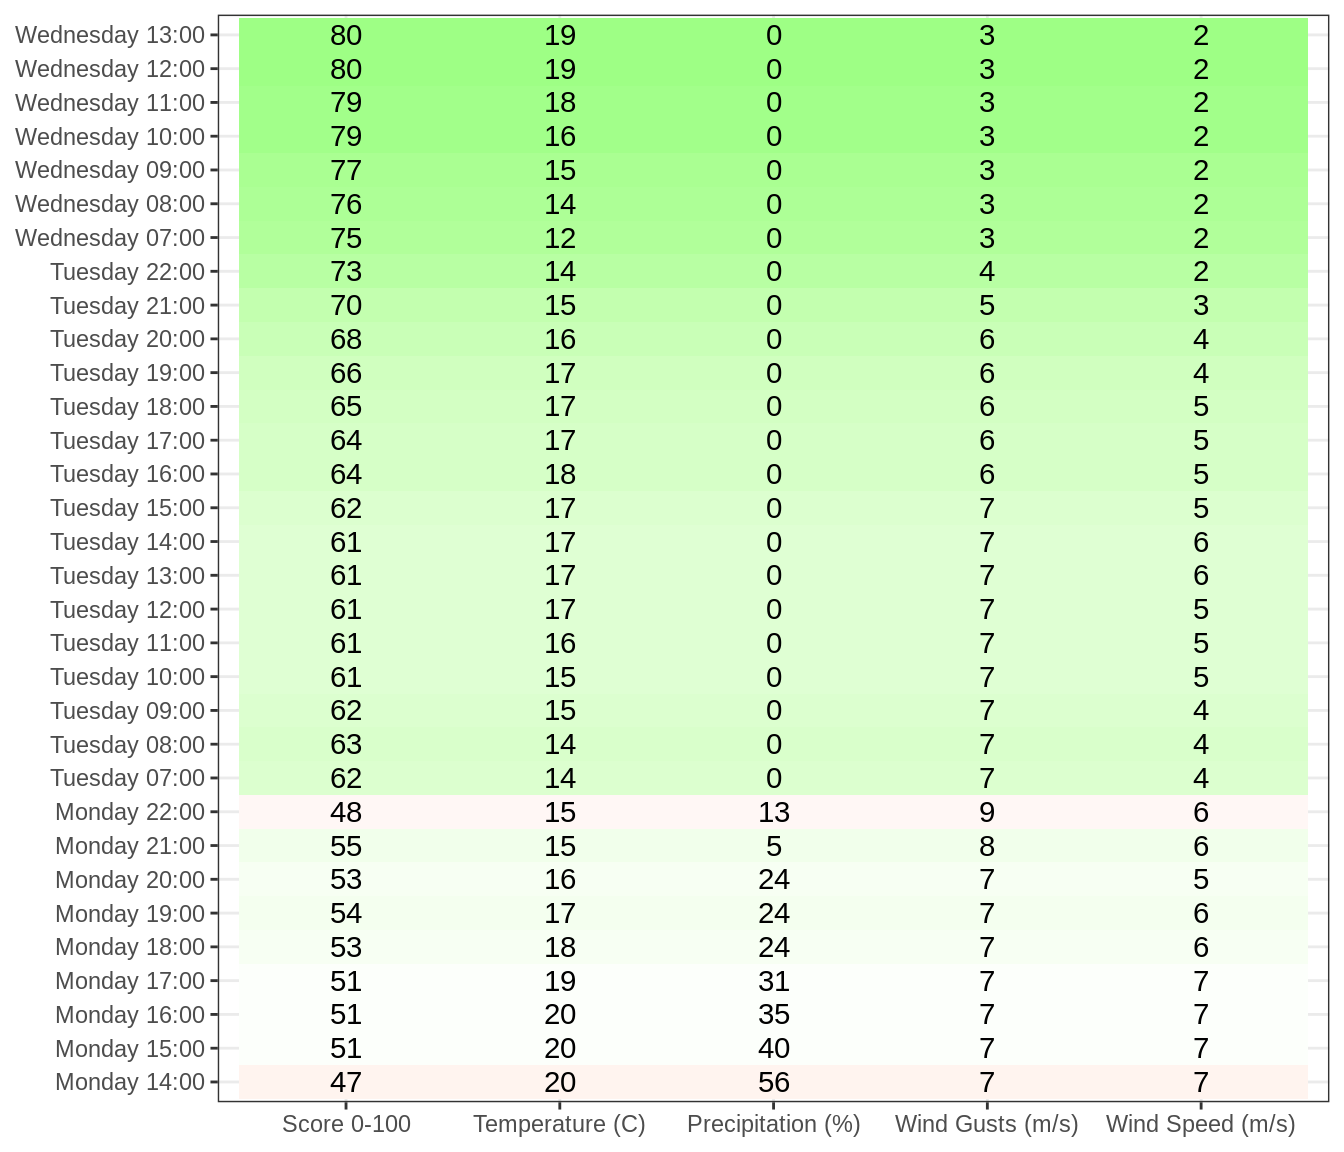 Wednesday 13:00 80 19 0 3 2
Wednesday 12:00 80 19 0 3 2
Wednesday 11:00 79 18 0 3 2
Wednesday 10:00 79 16 0 3 2
Wednesday 09:00 77 15 0 3 2
Wednesday 08:00 76 14 0 3 2
Wednesday 07:00 75 12 0 3 2
Tuesday 22:00 73 14 0 4 2
Tuesday 21:00 70 15 0 5 3
Tuesday 20:00 68 16 0 6 4
Tuesday 19:00 66 17 0 6 4
Tuesday 18:00 65 17 0 6 5
Tuesday 17:00 64 17 0 6 5
Tuesday 16:00 64 18 0 6 5
Tuesday 15:00 62 17 0 7 5
Tuesday 14:00 61 17 0 7 6
Tuesday 13:00 61 17 0 7 6
Tuesday 12:00 61 17 0 7 5
Tuesday 11:00 61 16 0 7 5
Tuesday 10:00 61 15 0 7 5
Tuesday 09:00 62 15 0 7 4
Tuesday 08:00 63 14 0 7 4
Tuesday 07:00 62 14 0 7 4
Monday 22:00 48 15 13 9 6
Monday 21:00 55 15 5 8 6
Monday 20:00 53 16 24 7 5
Monday 19:00 54 17 24 7 6
Monday 18:00 53 18 24 7 6
Monday 17:00 51 19 31 7 7
Monday 16:00 51 20 35 7 7
Monday 15:00 51 20 40 7 7
Monday 14:00 47 20 56 7 7
Score 0-100 Temperature (C) Precipitation (%) Wind Gusts (m/s) Wind Speed (m/s)